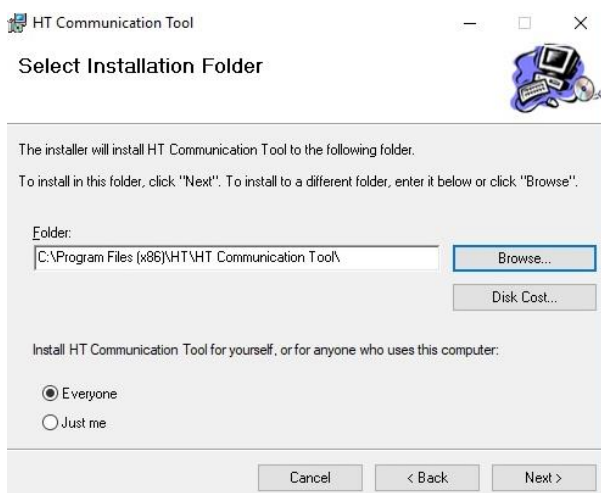 HT Communication Tool
Select Installation Folder
The installer will install HT Communication Tool to the following folder.
To install in this folder, click "Next". To install to a different folder, enter it below or click "Browse".
Folder:
C:\Program Files (x86)\HT\HT Communication Tool\
Browse...
Disk Cost...
Install HT Communication Tool for yourself, or for anyone who uses this computer:
Everyone
Just me
Cancel
< Back
Next >